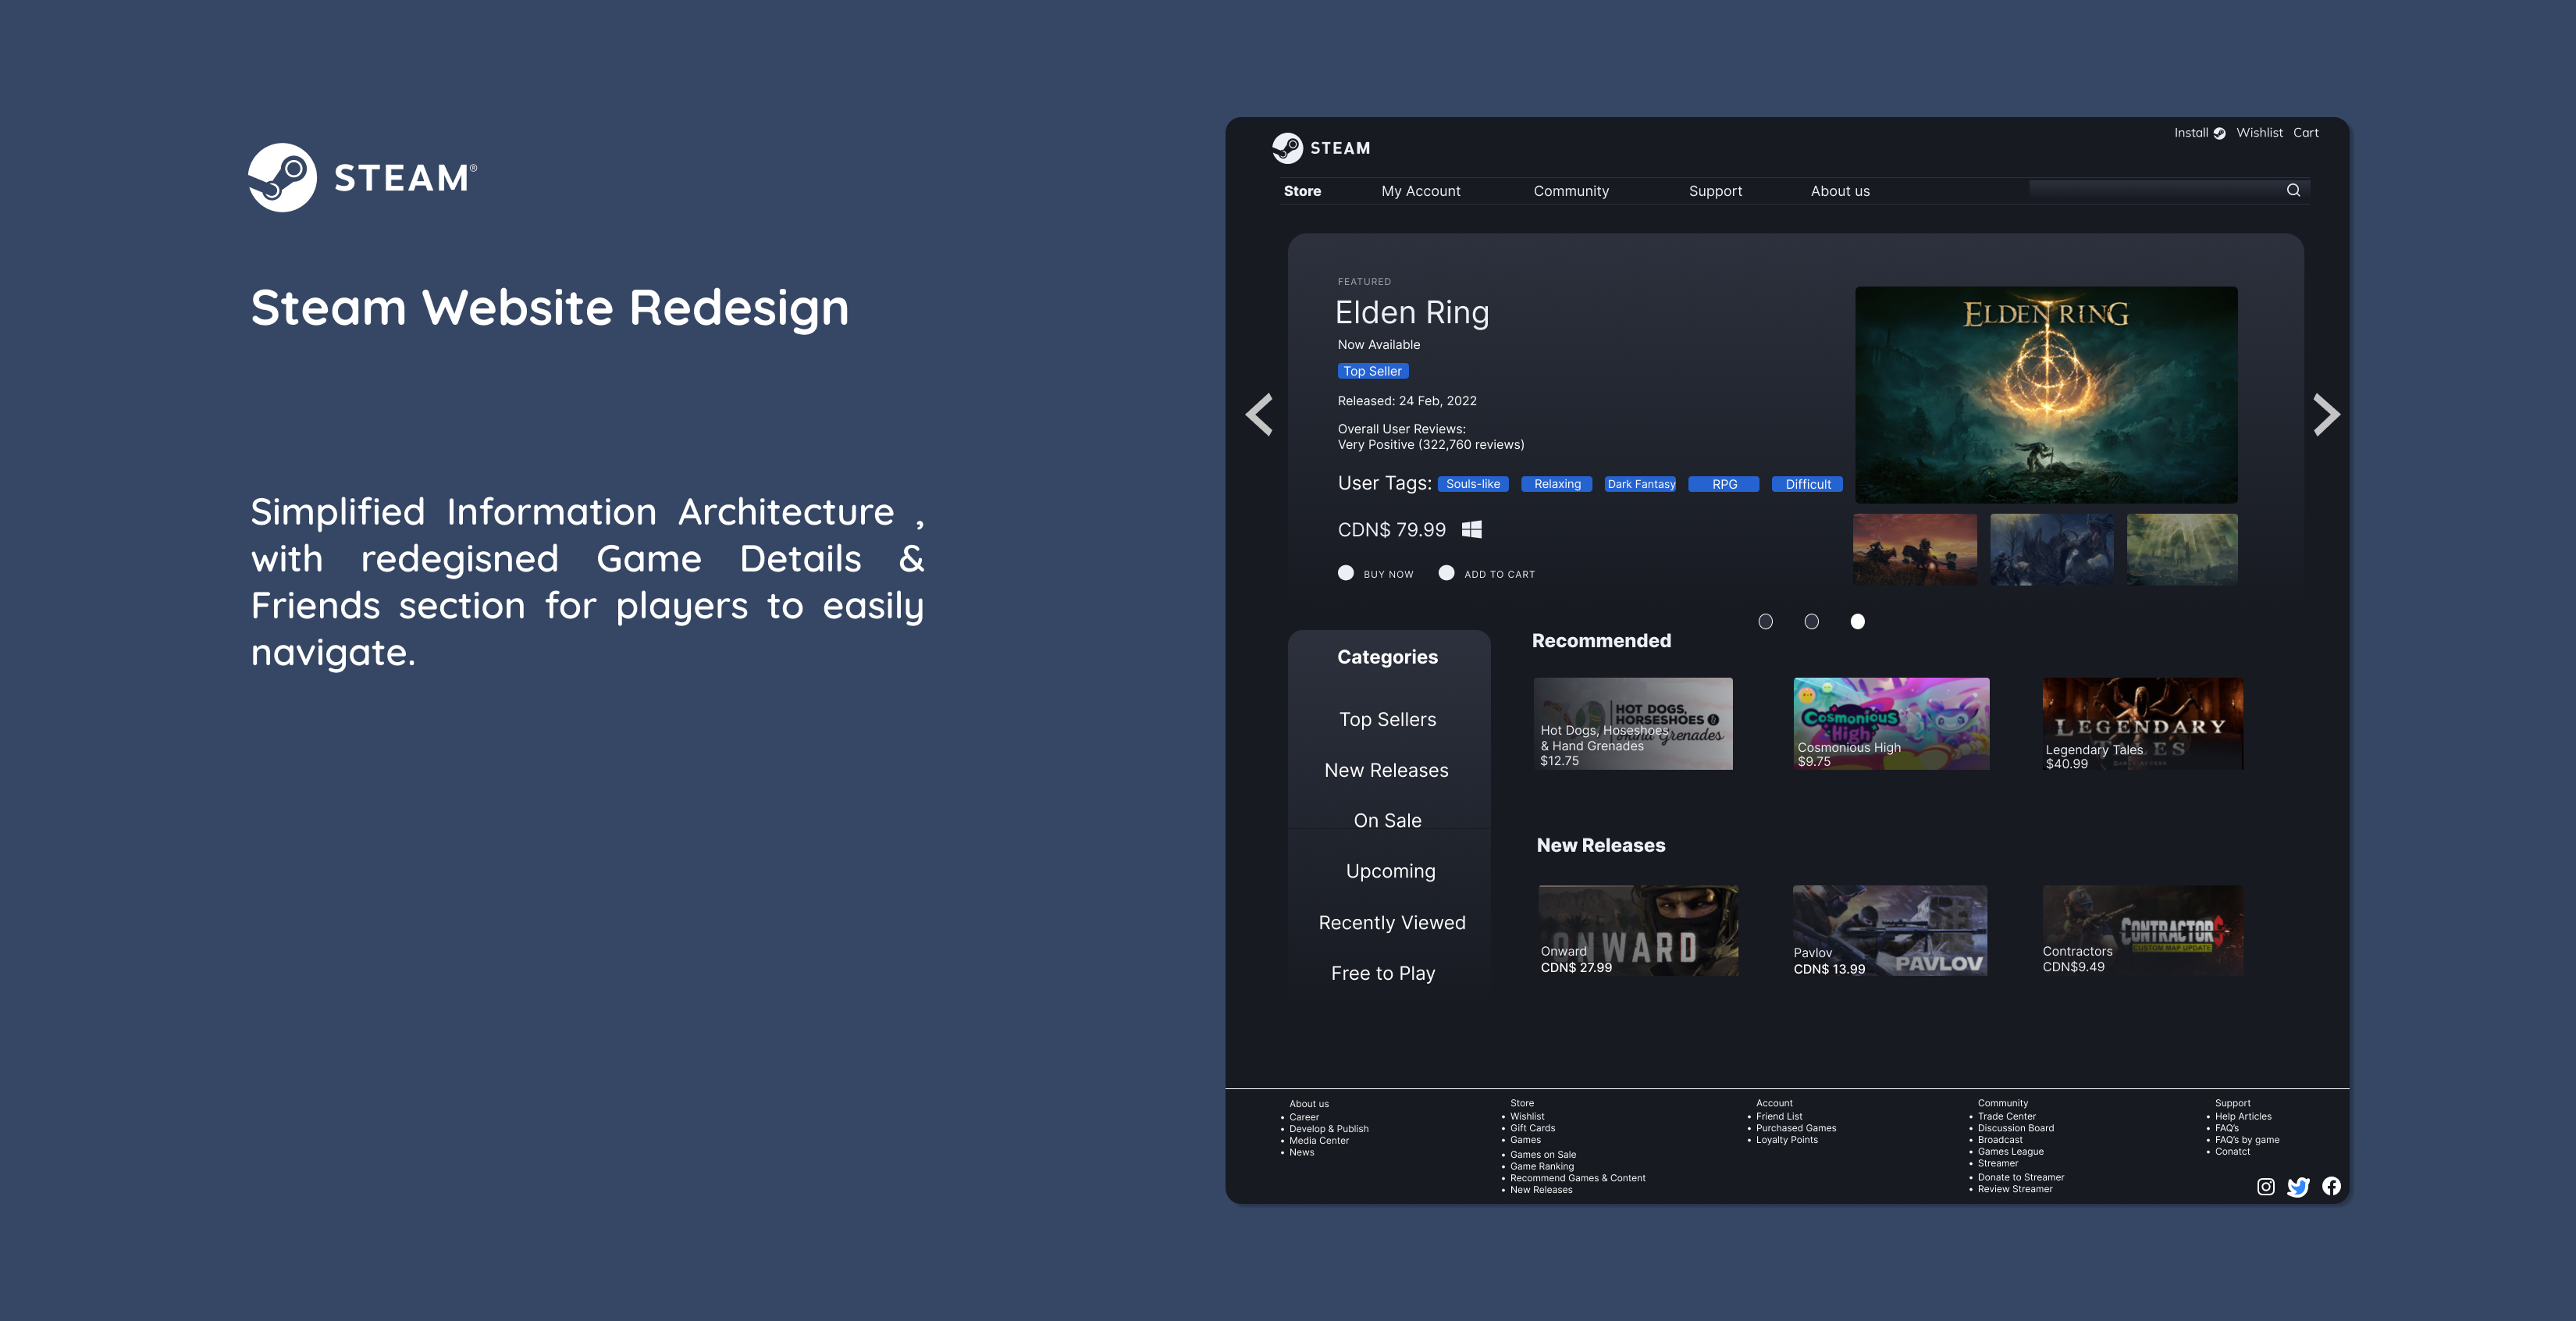 STEAM®
Steam Website Redesign
Simplified Information Architecture ,
with redegisned Game Details &
Friends section for players to easily
navigate.
STEAM
Install Wishlist Cart
Store My Account Community Support About us
FEATURED
Elden Ring
Now Available
Top Seller
Released: 24 Feb, 2022
Overall User Reviews:
Very Positive (322,760 reviews)
User Tags: Souls-like Relaxing Dark Fantasy RPG Difficult
CDN$ 79.99
BUY NOW ADD TO CART
ELDEN RING
Categories
Top Sellers
New Releases
On Sale
Upcoming
Recently Viewed
Free to Play
Recommended
HOT DOGS,
HORSESHOES &
Hand Grenades
Hot Dogs, Hoseshoes
& Hand Grenades
$12.75
Cosmonious
High
Cosmonious High
$9.75
LEGENDARY
TALES
Legendary Tales
$40.99
New Releases
ONWARD
Onward
CDN$ 27.99
PAVLOV
Pavlov
CDN$ 13.99
CONTRACTORS
CUSTOM MAP UPDATE
Contractors
CDN$9.49
About us
• Career
• Develop & Publish
• Media Center
• News
Store
• Wishlist
• Gift Cards
• Games
• Games on Sale
• Game Ranking
• Recommend Games & Content
• New Releases
Account
• Friend List
• Purchased Games
• Loyalty Points
Community
• Trade Center
• Discussion Board
• Broadcast
• Games League
• Streamer
• Donate to Streamer
• Review Streamer
Support
• Help Articles
• FAQ's
• FAQ's by game
• Conatct